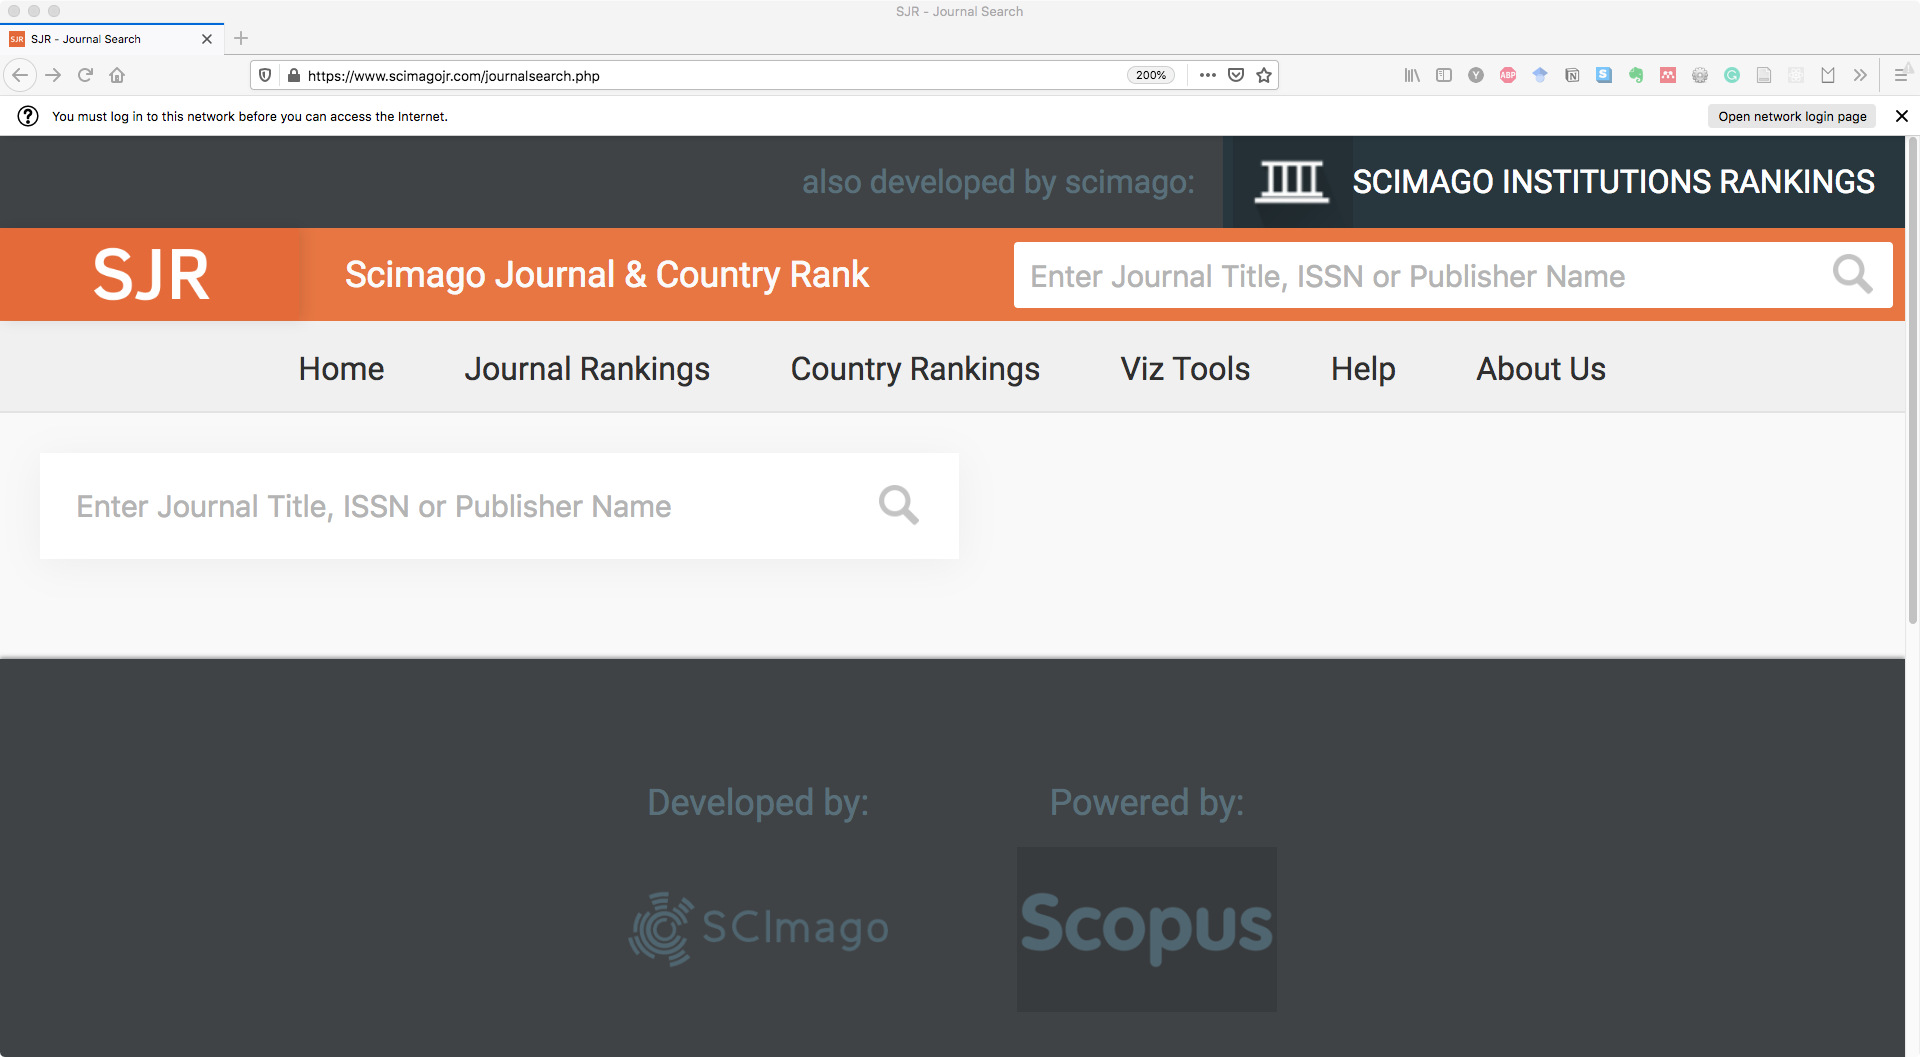 SJR - Journal Search
SJR SJR - Journal Search
https://www.scimagojr.com/journalsearch.php 200%
You must log in to this network before you can access the Internet. Open network login page
also developed by scimago: SCIMAGO INSTITUTIONS RANKINGS
SJR Scimago Journal & Country Rank Enter Journal Title, ISSN or Publisher Name
Home Journal Rankings Country Rankings Viz Tools Help About Us
Enter Journal Title, ISSN or Publisher Name
Developed by: Powered by:
SCImago Scopus